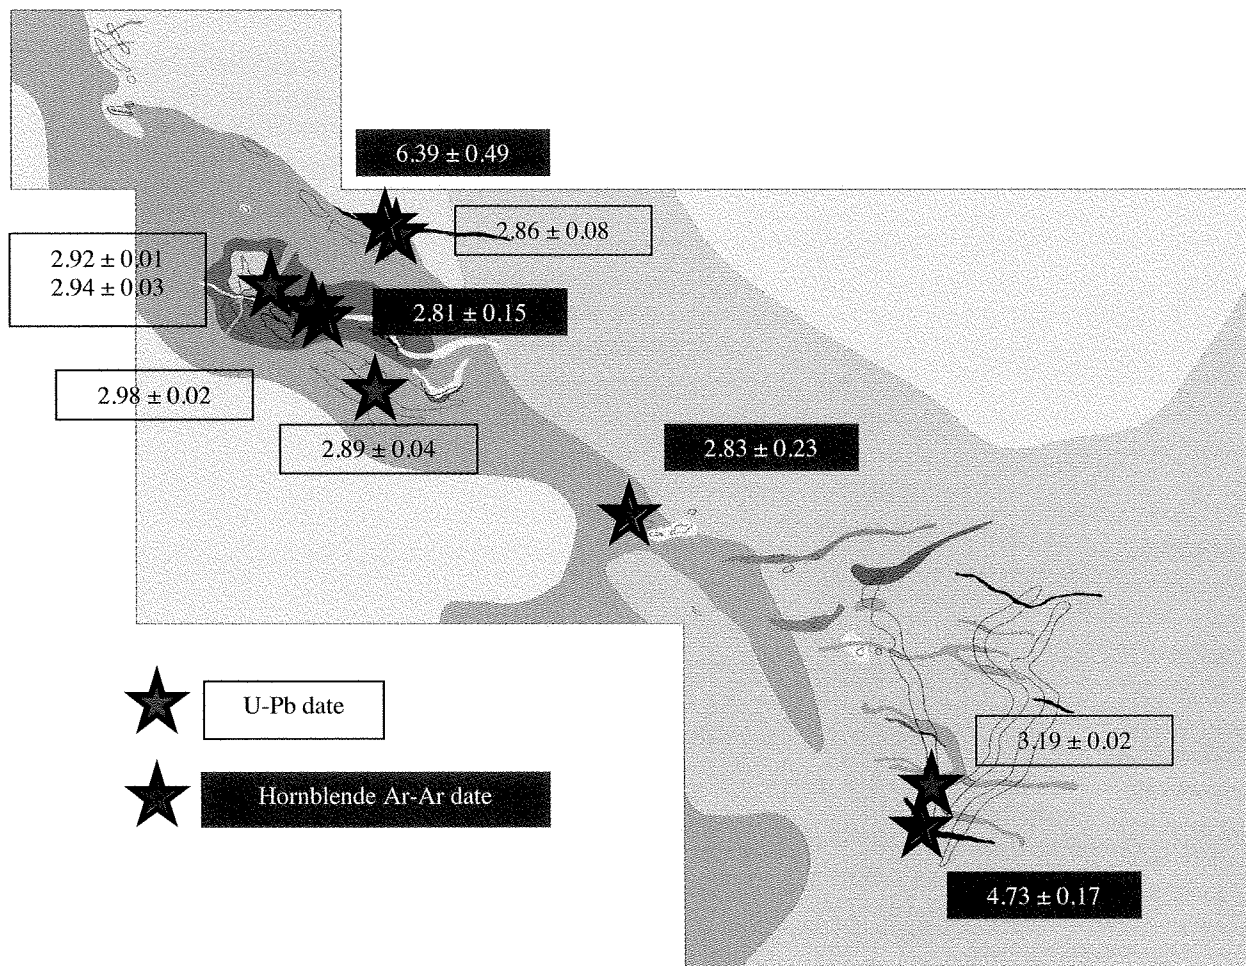 6.39 ± 0.49
2.86 ± 0.08
2.92 ± 0.01
2.94 ± 0.03
2.81 ± 0.15
2.98 ± 0.02
2.89 ± 0.04
2.83 ± 0.23
U-Pb date
3.19 ± 0.02
Hornblende Ar-Ar date
4.73 ± 0.17